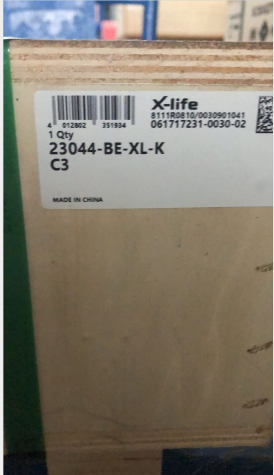 X-life
8111R0810/0030901041
4 012802 351934 061717231-0030-02
1 Qty
23044-BE-XL-K
C3
MADE IN CHINA